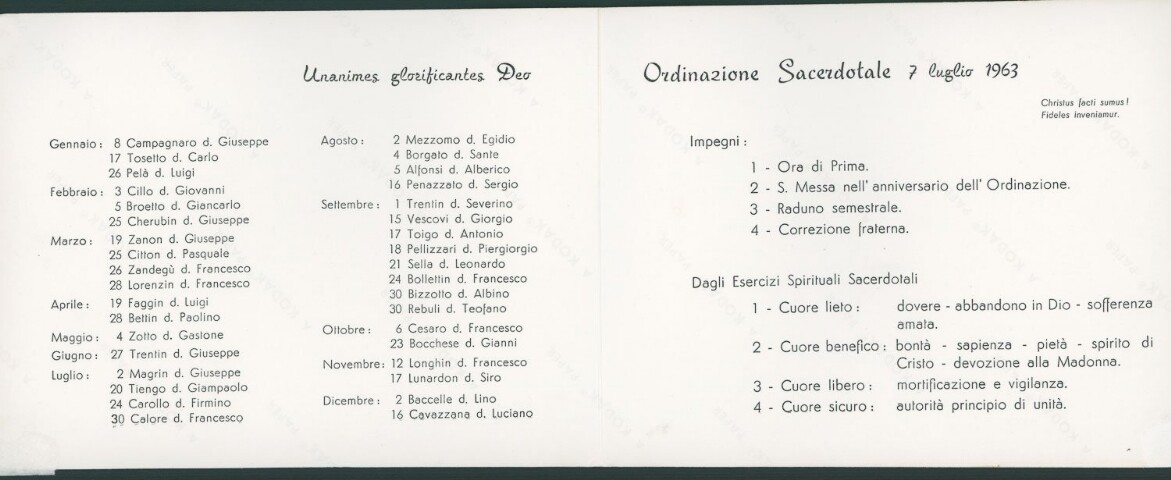 Unanimes glorificantes Deo
Gennaio: 8 Campagnaro d. Giuseppe
17 Tosetto d. Carlo
26 Pelà d. Luigi
Febbraio: 3 Cillo d. Giovanni
5 Broetto d. Giancarlo
25 Cherubin d. Giuseppe
Marzo: 19 Zanon d. Giuseppe
25 Citton d. Pasquale
26 Zandegù d. Francesco
28 Lorenzin d. Francesco
Aprile: 19 Faggin d. Luigi
28 Bettin d. Paolino
Maggio: 4 Zotto d. Gastone
Giugno: 27 Trentin d. Giuseppe
Luglio: 2 Magrin d. Giuseppe
20 Tiengo d. Giampaolo
24 Carollo d. Firmino
30 Calore d. Francesco
Agosto: 2 Mezzomo d. Egidio
4 Borgato d. Sante
5 Alfonsi d. Alberico
16 Penazzato d. Sergio
Settembre: 1 Trentin d. Severino
15 Vescovi d. Giorgio
17 Toigo d. Antonio
18 Pellizzari d. Piergiorgio
21 Sella d. Leonardo
24 Bollettin d. Francesco
30 Bizzotto d. Albino
30 Rebuli d. Teofano
Ottobre: 6 Cesaro d. Francesco
23 Bocchese d. Gianni
Novembre: 12 Longhin d. Francesco
17 Lunardon d. Siro
Dicembre: 2 Baccelle d. Lino
16 Cavazzana d. Luciano
Ordinazione Sacerdotale 7 luglio 1963
Christus facti sumus!
Fideles inveniamur.
Impegni:
1 - Ora di Prima.
2 - S. Messa nell' anniversario dell' Ordinazione.
3 - Raduno semestrale.
4 - Correzione fraterna.
Dagli Esercizi Spirituali Sacerdotali
1 - Cuore lieto: dovere - abbandono in Dio - sofferenza
amata.
2 - Cuore benefico: bontà - sapienza - pietà - spirito di
Cristo - devozione alla Madonna.
3 - Cuore libero: mortificazione e vigilanza.
4 - Cuore sicuro: autorità principio di unità.